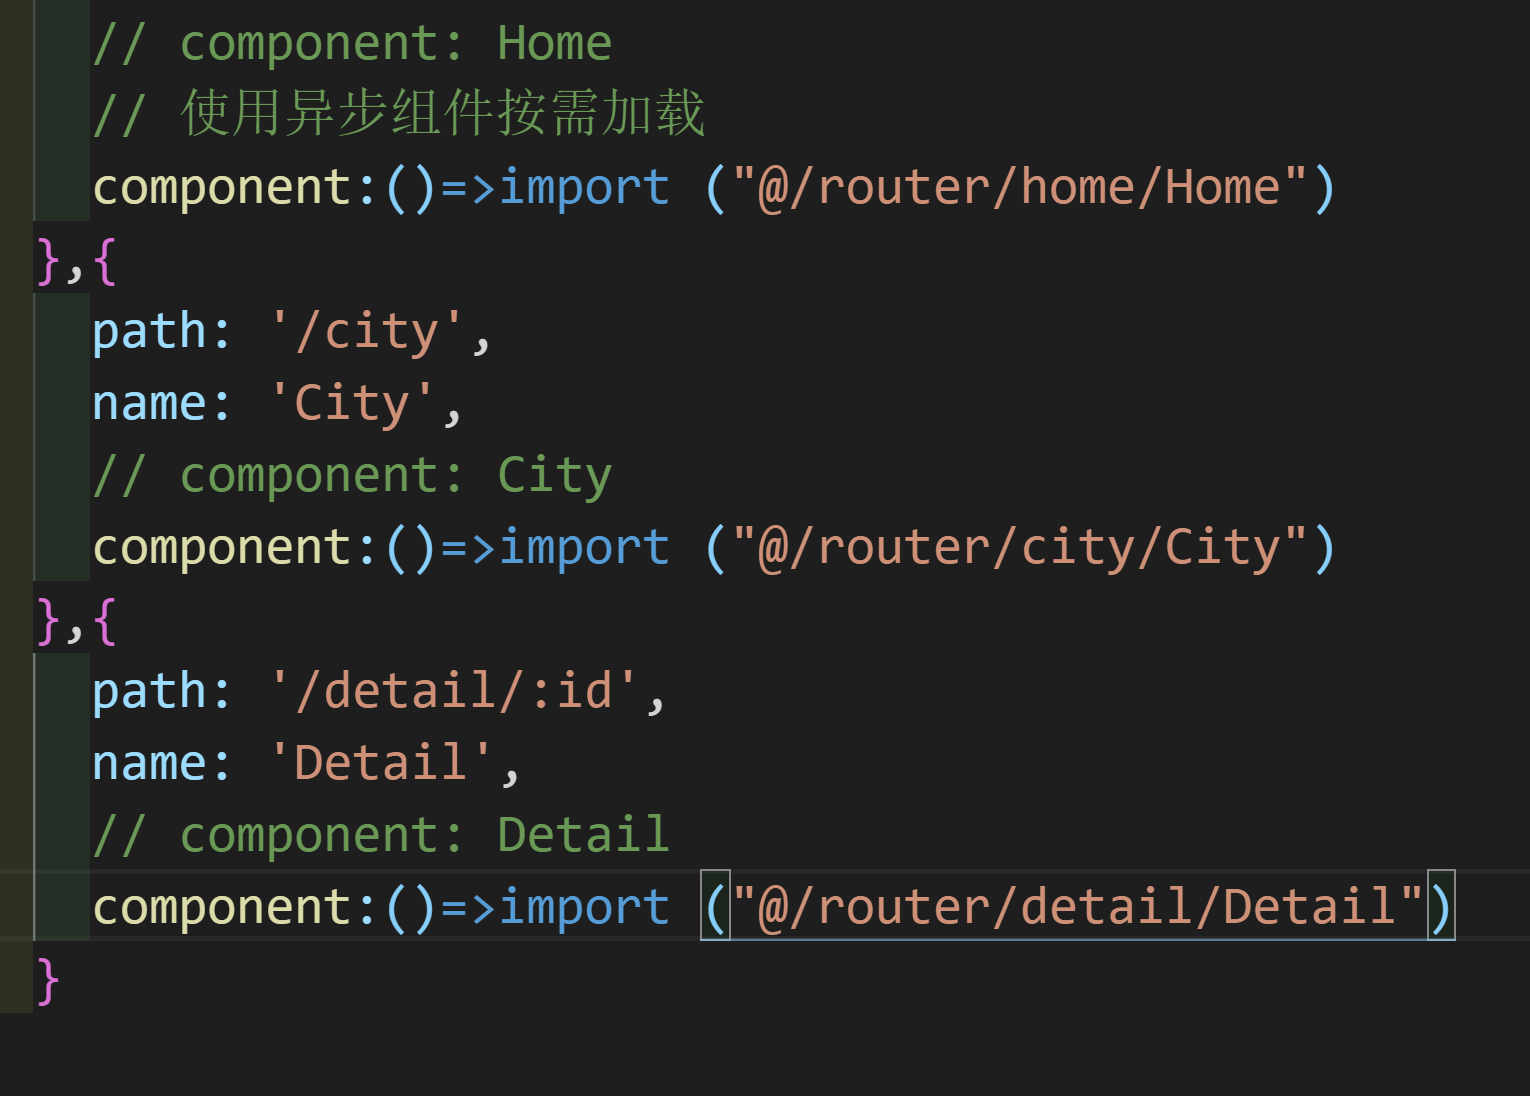 // component: Home
// 使用异步组件按需加载
component:()=>import ("@/router/home/Home")
},{
path: '/city',
name: 'City',
// component: City
component:()=>import ("@/router/city/City")
},{
path: '/detail/:id',
name: 'Detail',
// component: Detail
component:()=>import ("@/router/detail/Detail")
}